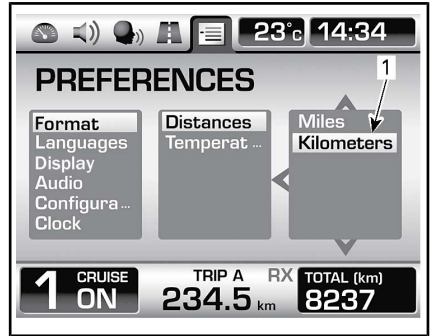 23°c 14:34
1
PREFERENCES
Format
Languages
Display
Audio
Configura...
Clock
Distances
Temperat...
Miles
Kilometers
1 CRUISE ON
TRIP A
234.5 km
RX
TOTAL (km)
8237